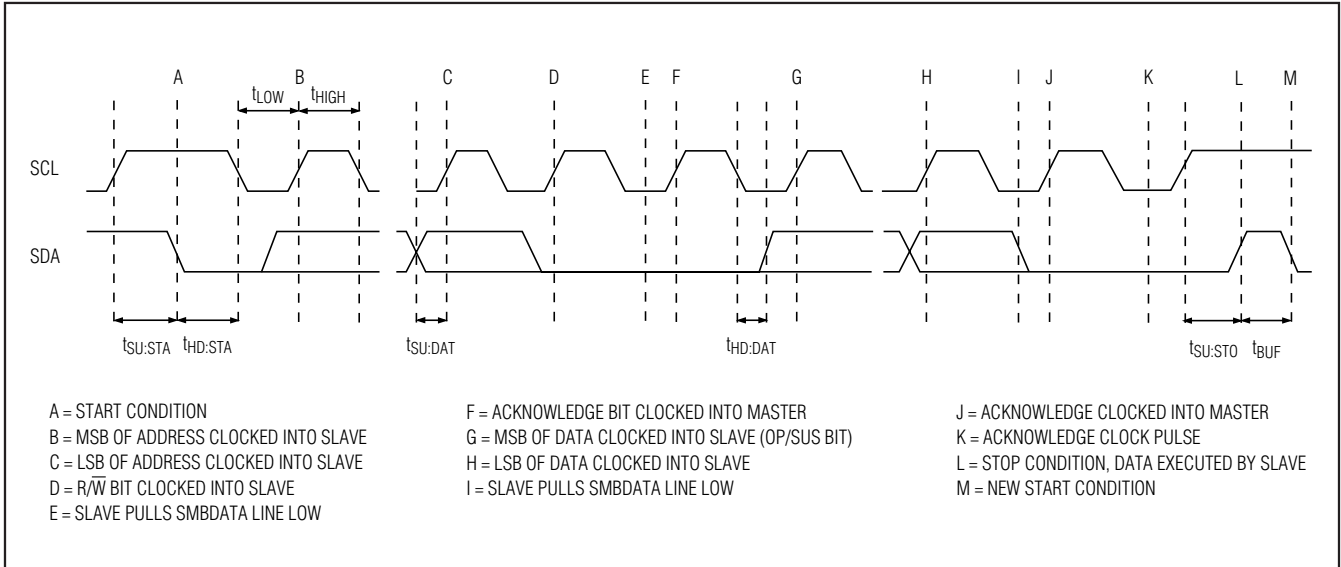 A B C D E F G H I J K L M
tLOW tHIGH
SCL
SDA
tSU:STA tHD:STA tSU:DAT tHD:DAT tSU:STO tBUF
A = START CONDITION
B = MSB OF ADDRESS CLOCKED INTO SLAVE
C = LSB OF ADDRESS CLOCKED INTO SLAVE
D = R/W̅ BIT CLOCKED INTO SLAVE
E = SLAVE PULLS SMBDATA LINE LOW
F = ACKNOWLEDGE BIT CLOCKED INTO MASTER
G = MSB OF DATA CLOCKED INTO SLAVE (OP/SUS BIT)
H = LSB OF DATA CLOCKED INTO SLAVE
I = SLAVE PULLS SMBDATA LINE LOW
J = ACKNOWLEDGE CLOCKED INTO MASTER
K = ACKNOWLEDGE CLOCK PULSE
L = STOP CONDITION, DATA EXECUTED BY SLAVE
M = NEW START CONDITION